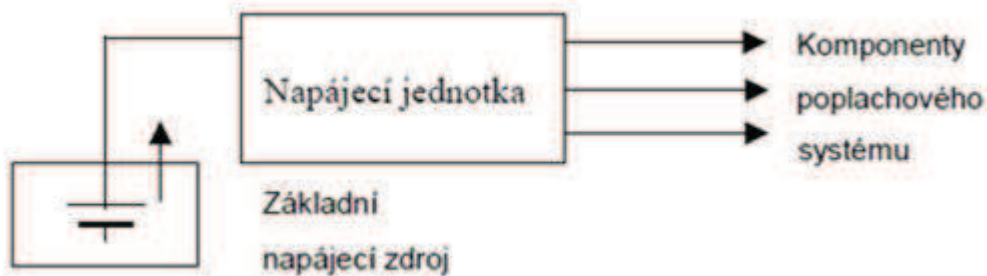 Napájecí jednotka
Komponenty
poplachového
systému
Základní
napájecí zdroj